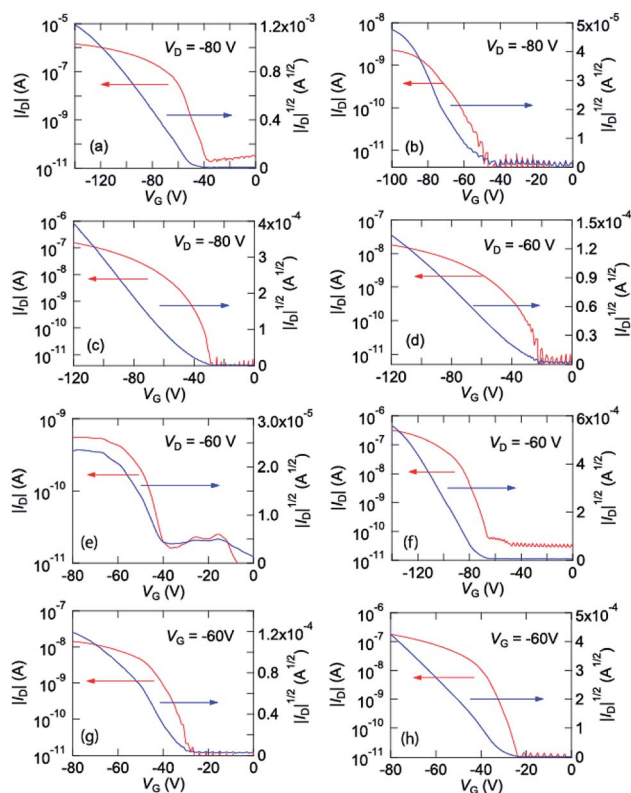 10⁻⁵
10⁻⁷
10⁻⁹
10⁻¹¹
|I_D| (A)
V_D = -80 V
(a)
1.2x10⁻³
0.8
0.4
0
|I_D|^1/2 (A^1/2)
-120 -80 -40 0
V_G (V)
10⁻⁸
10⁻⁹
10⁻¹⁰
10⁻¹¹
|I_D| (A)
V_D = -80 V
(b)
5x10⁻⁵
4
3
2
1
0
|I_D|^1/2 (A^1/2)
-100 -80 -60 -40 -20 0
V_G (V)
10⁻⁶
10⁻⁷
10⁻⁸
10⁻⁹
10⁻¹⁰
10⁻¹¹
|I_D| (A)
V_D = -80 V
(c)
4x10⁻⁴
3
2
1
0
|I_D|^1/2 (A^1/2)
-120 -80 -40 0
V_G (V)
10⁻⁷
10⁻⁸
10⁻⁹
10⁻¹⁰
10⁻¹¹
|I_D| (A)
V_D = -60 V
(d)
1.5x10⁻⁴
1.2
0.9
0.6
0.3
0
|I_D|^1/2 (A^1/2)
-120 -80 -40 0
V_G (V)
10⁻⁹
10⁻¹⁰
10⁻¹¹
|I_D| (A)
V_D = -60 V
(e)
3.0x10⁻⁵
2.0
1.0
0
|I_D|^1/2 (A^1/2)
-80 -60 -40 -20 0
V_G (V)
10⁻⁶
10⁻⁷
10⁻⁸
10⁻⁹
10⁻¹⁰
10⁻¹¹
|I_D| (A)
V_D = -60 V
(f)
6x10⁻⁴
4
2
0
|I_D|^1/2 (A^1/2)
-120 -80 -40 0
V_G (V)
10⁻⁷
10⁻⁸
10⁻⁹
10⁻¹⁰
10⁻¹¹
|I_D| (A)
V_G = -60V
(g)
1.2x10⁻⁴
0.8
0.4
0
|I_D|^1/2 (A^1/2)
-80 -60 -40 -20 0
V_G (V)
10⁻⁶
10⁻⁷
10⁻⁸
10⁻⁹
10⁻¹⁰
10⁻¹¹
|I_D| (A)
V_G = -60V
(h)
5x10⁻⁴
4
3
2
1
0
|I_D|^1/2 (A^1/2)
-80 -60 -40 -20 0
V_G (V)